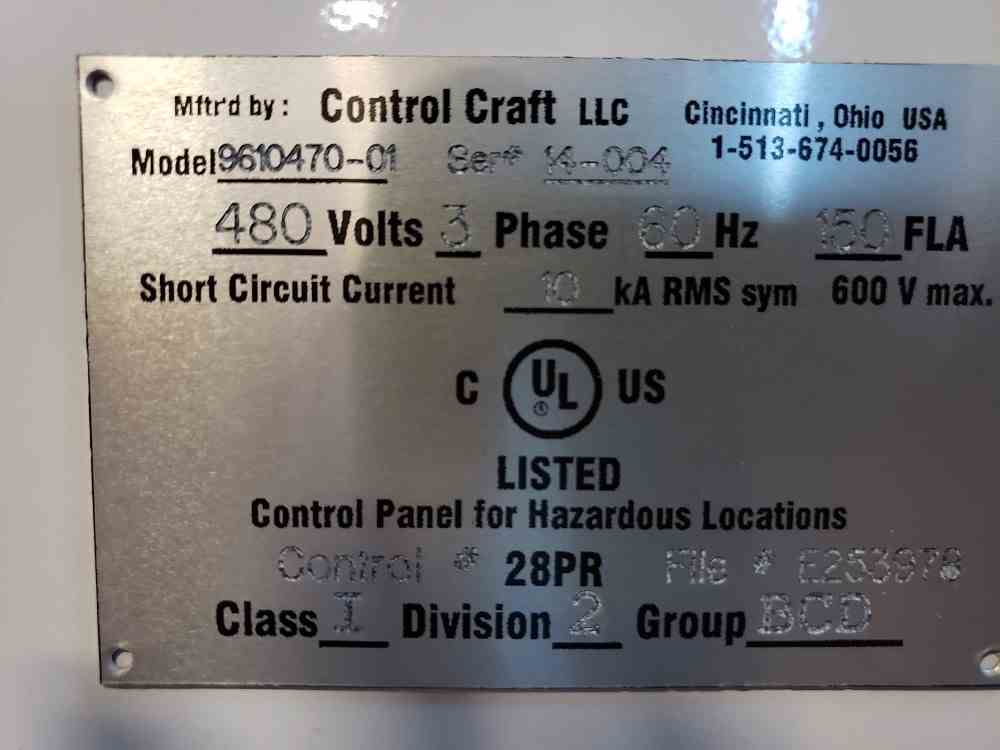 Mftr'd by: Control Craft LLC Cincinnati, Ohio USA
1-513-674-0056
Model 9610470-01 Ser# 14-004
480 Volts 3 Phase 60 Hz 150 FLA
Short Circuit Current 10 kA RMS sym 600 V max.
C UL US
LISTED
Control Panel for Hazardous Locations
Control # 28PR File # E253978
Class I Division 2 Group BCD